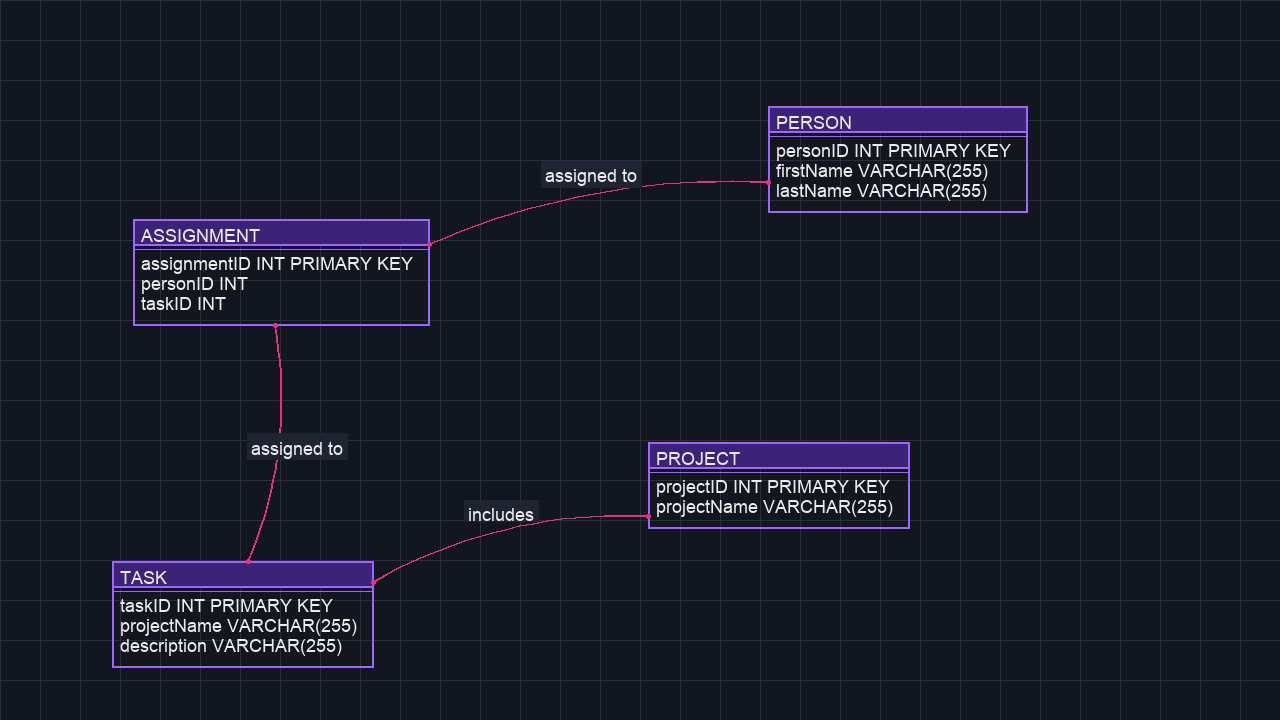 PERSON
personID INT PRIMARY KEY
firstName VARCHAR(255)
lastName VARCHAR(255)
assigned to
ASSIGNMENT
assignmentID INT PRIMARY KEY
personID INT
taskID INT
assigned to
PROJECT
projectID INT PRIMARY KEY
projectName VARCHAR(255)
includes
TASK
taskID INT PRIMARY KEY
projectName VARCHAR(255)
description VARCHAR(255)